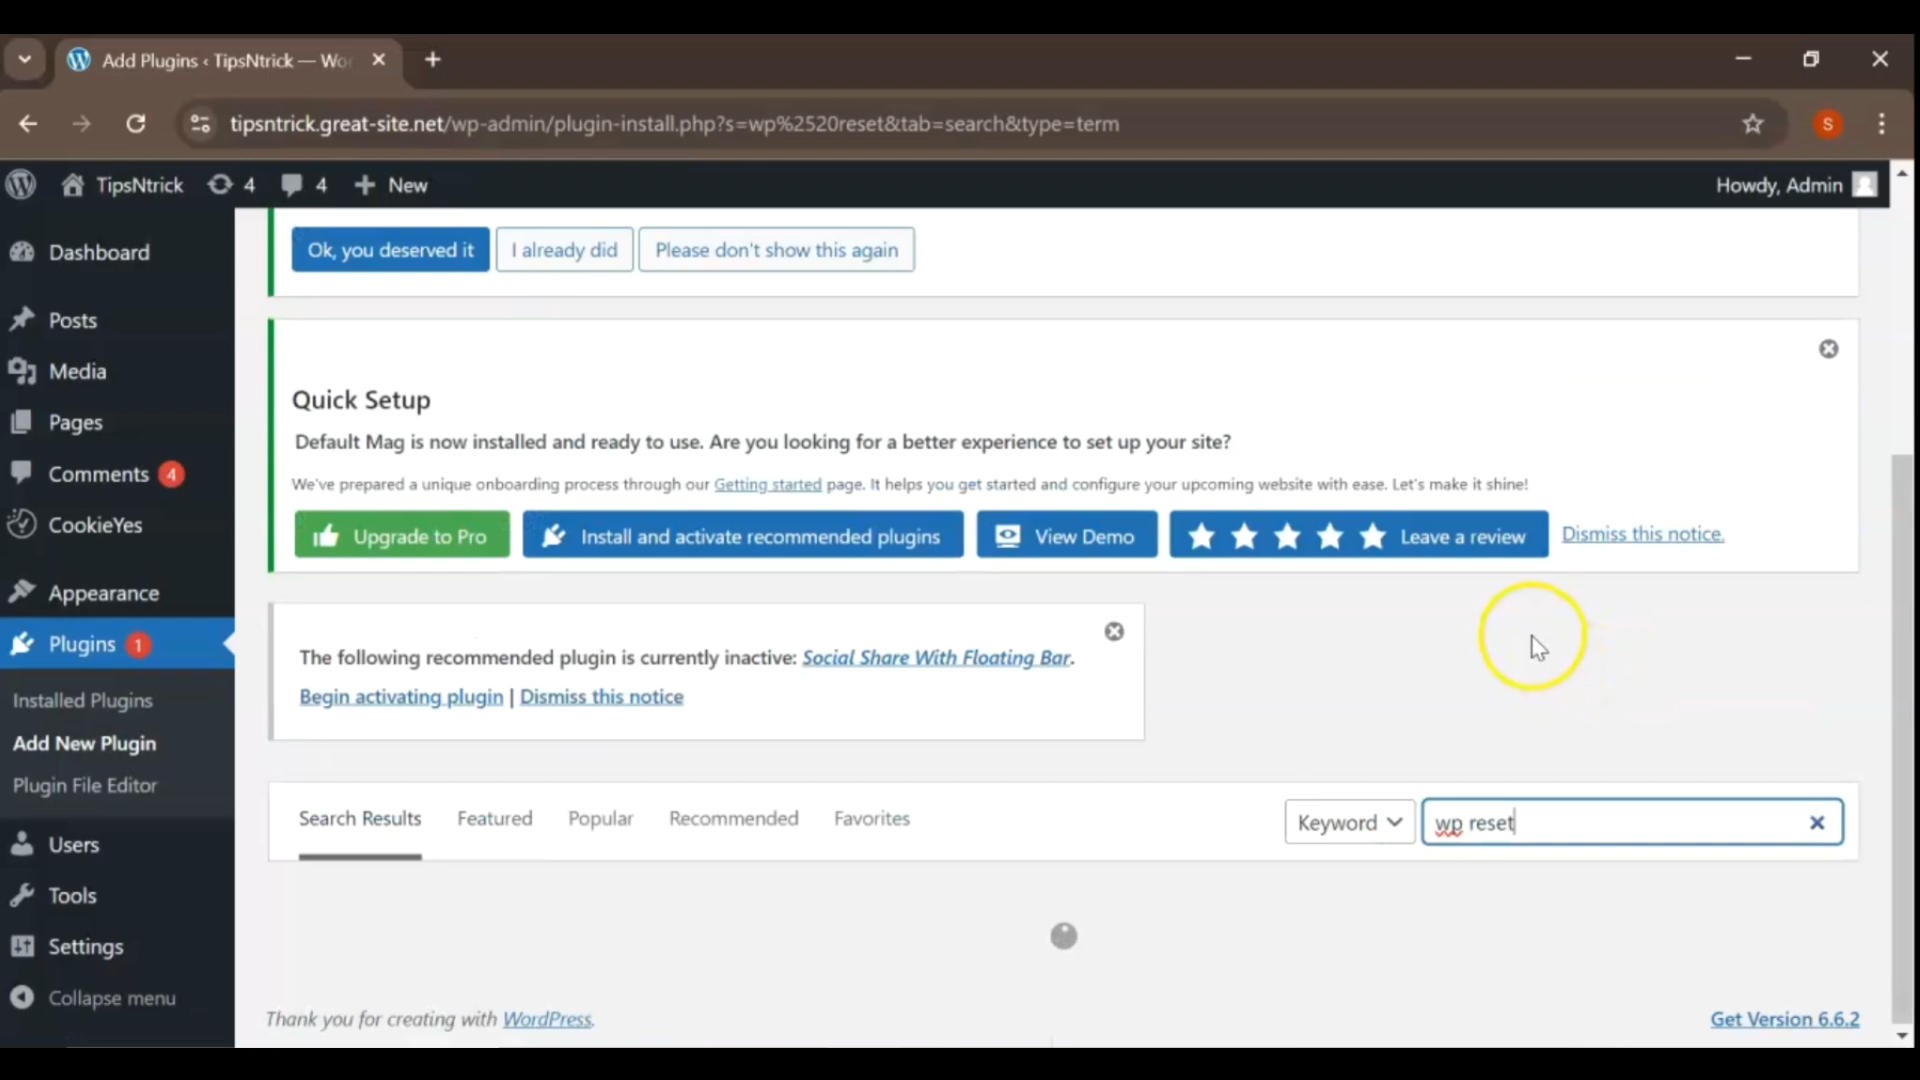 Add Plugins ‹ TipsNtrick — Wo
tipsntrick.great-site.net/wp-admin/plugin-install.php?s=wp%2520reset&tab=search&type=term
S
TipsNtrick 4 4 New
Howdy, Admin
Dashboard
Posts
Media
Pages
Comments 4
CookieYes
Appearance
Plugins 1
Installed Plugins
Add New Plugin
Plugin File Editor
Users
Tools
Settings
Collapse menu
Ok, you deserved it I already did Please don't show this again
Quick Setup
Default Mag is now installed and ready to use. Are you looking for a better experience to set up your site?
We've prepared a unique onboarding process through our Getting started page. It helps you get started and configure your upcoming website with ease. Let's make it shine!
Upgrade to Pro Install and activate recommended plugins View Demo Leave a review Dismiss this notice.
The following recommended plugin is currently inactive: Social Share With Floating Bar.
Begin activating plugin | Dismiss this notice
Search Results Featured Popular Recommended Favorites Keyword wp reset
Thank you for creating with WordPress.
Get Version 6.6.2